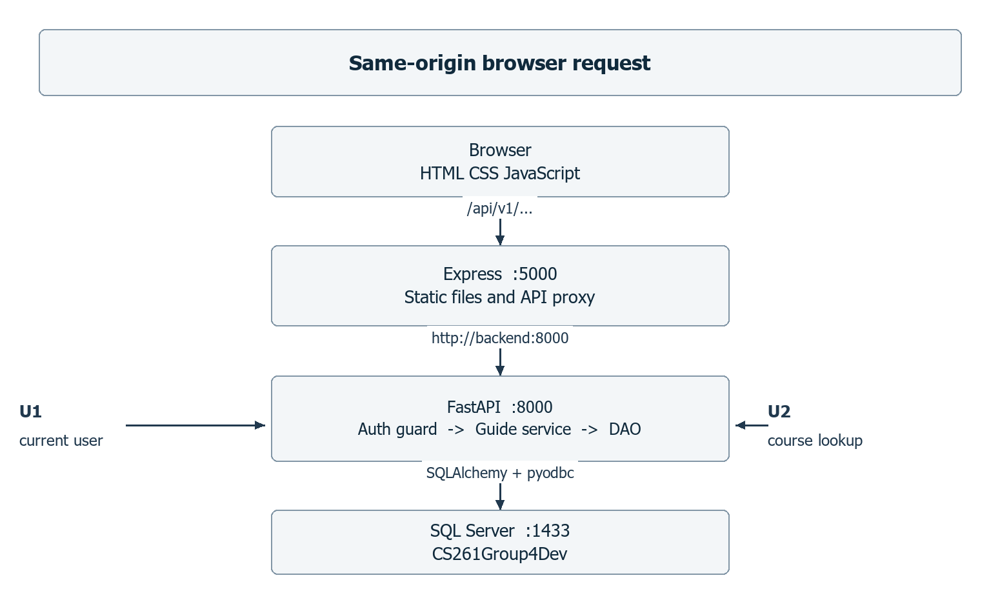 Same-origin browser request
Browser
HTML CSS JavaScript
/api/v1/...
Express  :5000
Static files and API proxy
http://backend:8000
FastAPI  :8000
Auth guard  ->  Guide service  ->  DAO
U1
current user
U2
course lookup
SQLAlchemy + pyodbc
SQL Server  :1433
CS261Group4Dev